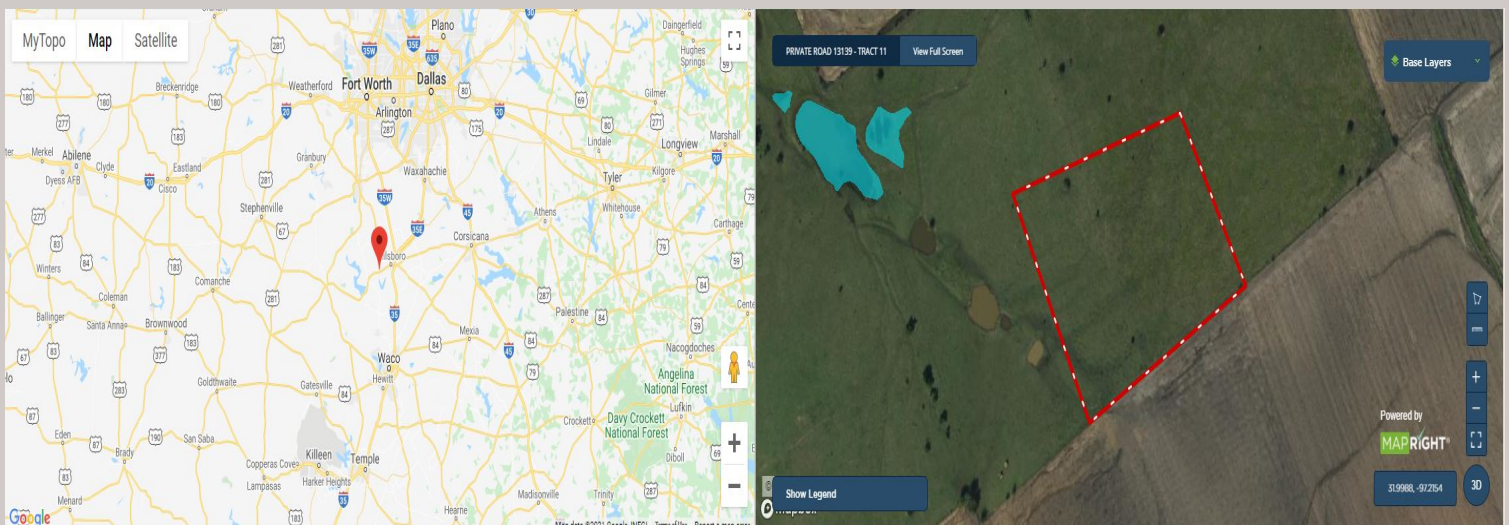 MyTopo Map Satellite
Plano
Daingerfield
Hughes
Springs
Breckenridge
Weatherford
Fort Worth
Dallas
Arlington
Gilmer
Lindale
Longview
Marshall
Merkel
Abilene
Clyde
Eastland
Dyess AFB
Cisco
Granbury
Waxahachie
Tyler
Kilgore
Stephenville
Athens
Whitehouse
Carthage
Corsicana
lsboro
Winters
Comanche
Coleman
Ballinger
Santa Anna
Brownwood
Palestine
Mexia
Cente
Nacogdoches
Waco
Hewitt
Goldthwaite
Gatesville
Angelina
National Forest
Lufkin
Crockett
Davy Crockett
National Forest
Diboll
Eden
Brady
San Saba
Killeen
Temple
Copperas Cove
Harker Heights
Lampasas
Menard
Madisonville
Trinity
Hearne
Google
PRIVATE ROAD 13139 - TRACT 11
View Full Screen
Base Layers
Powered by
MAPRIGHT
Show Legend
31.9988, -97.2154
3D